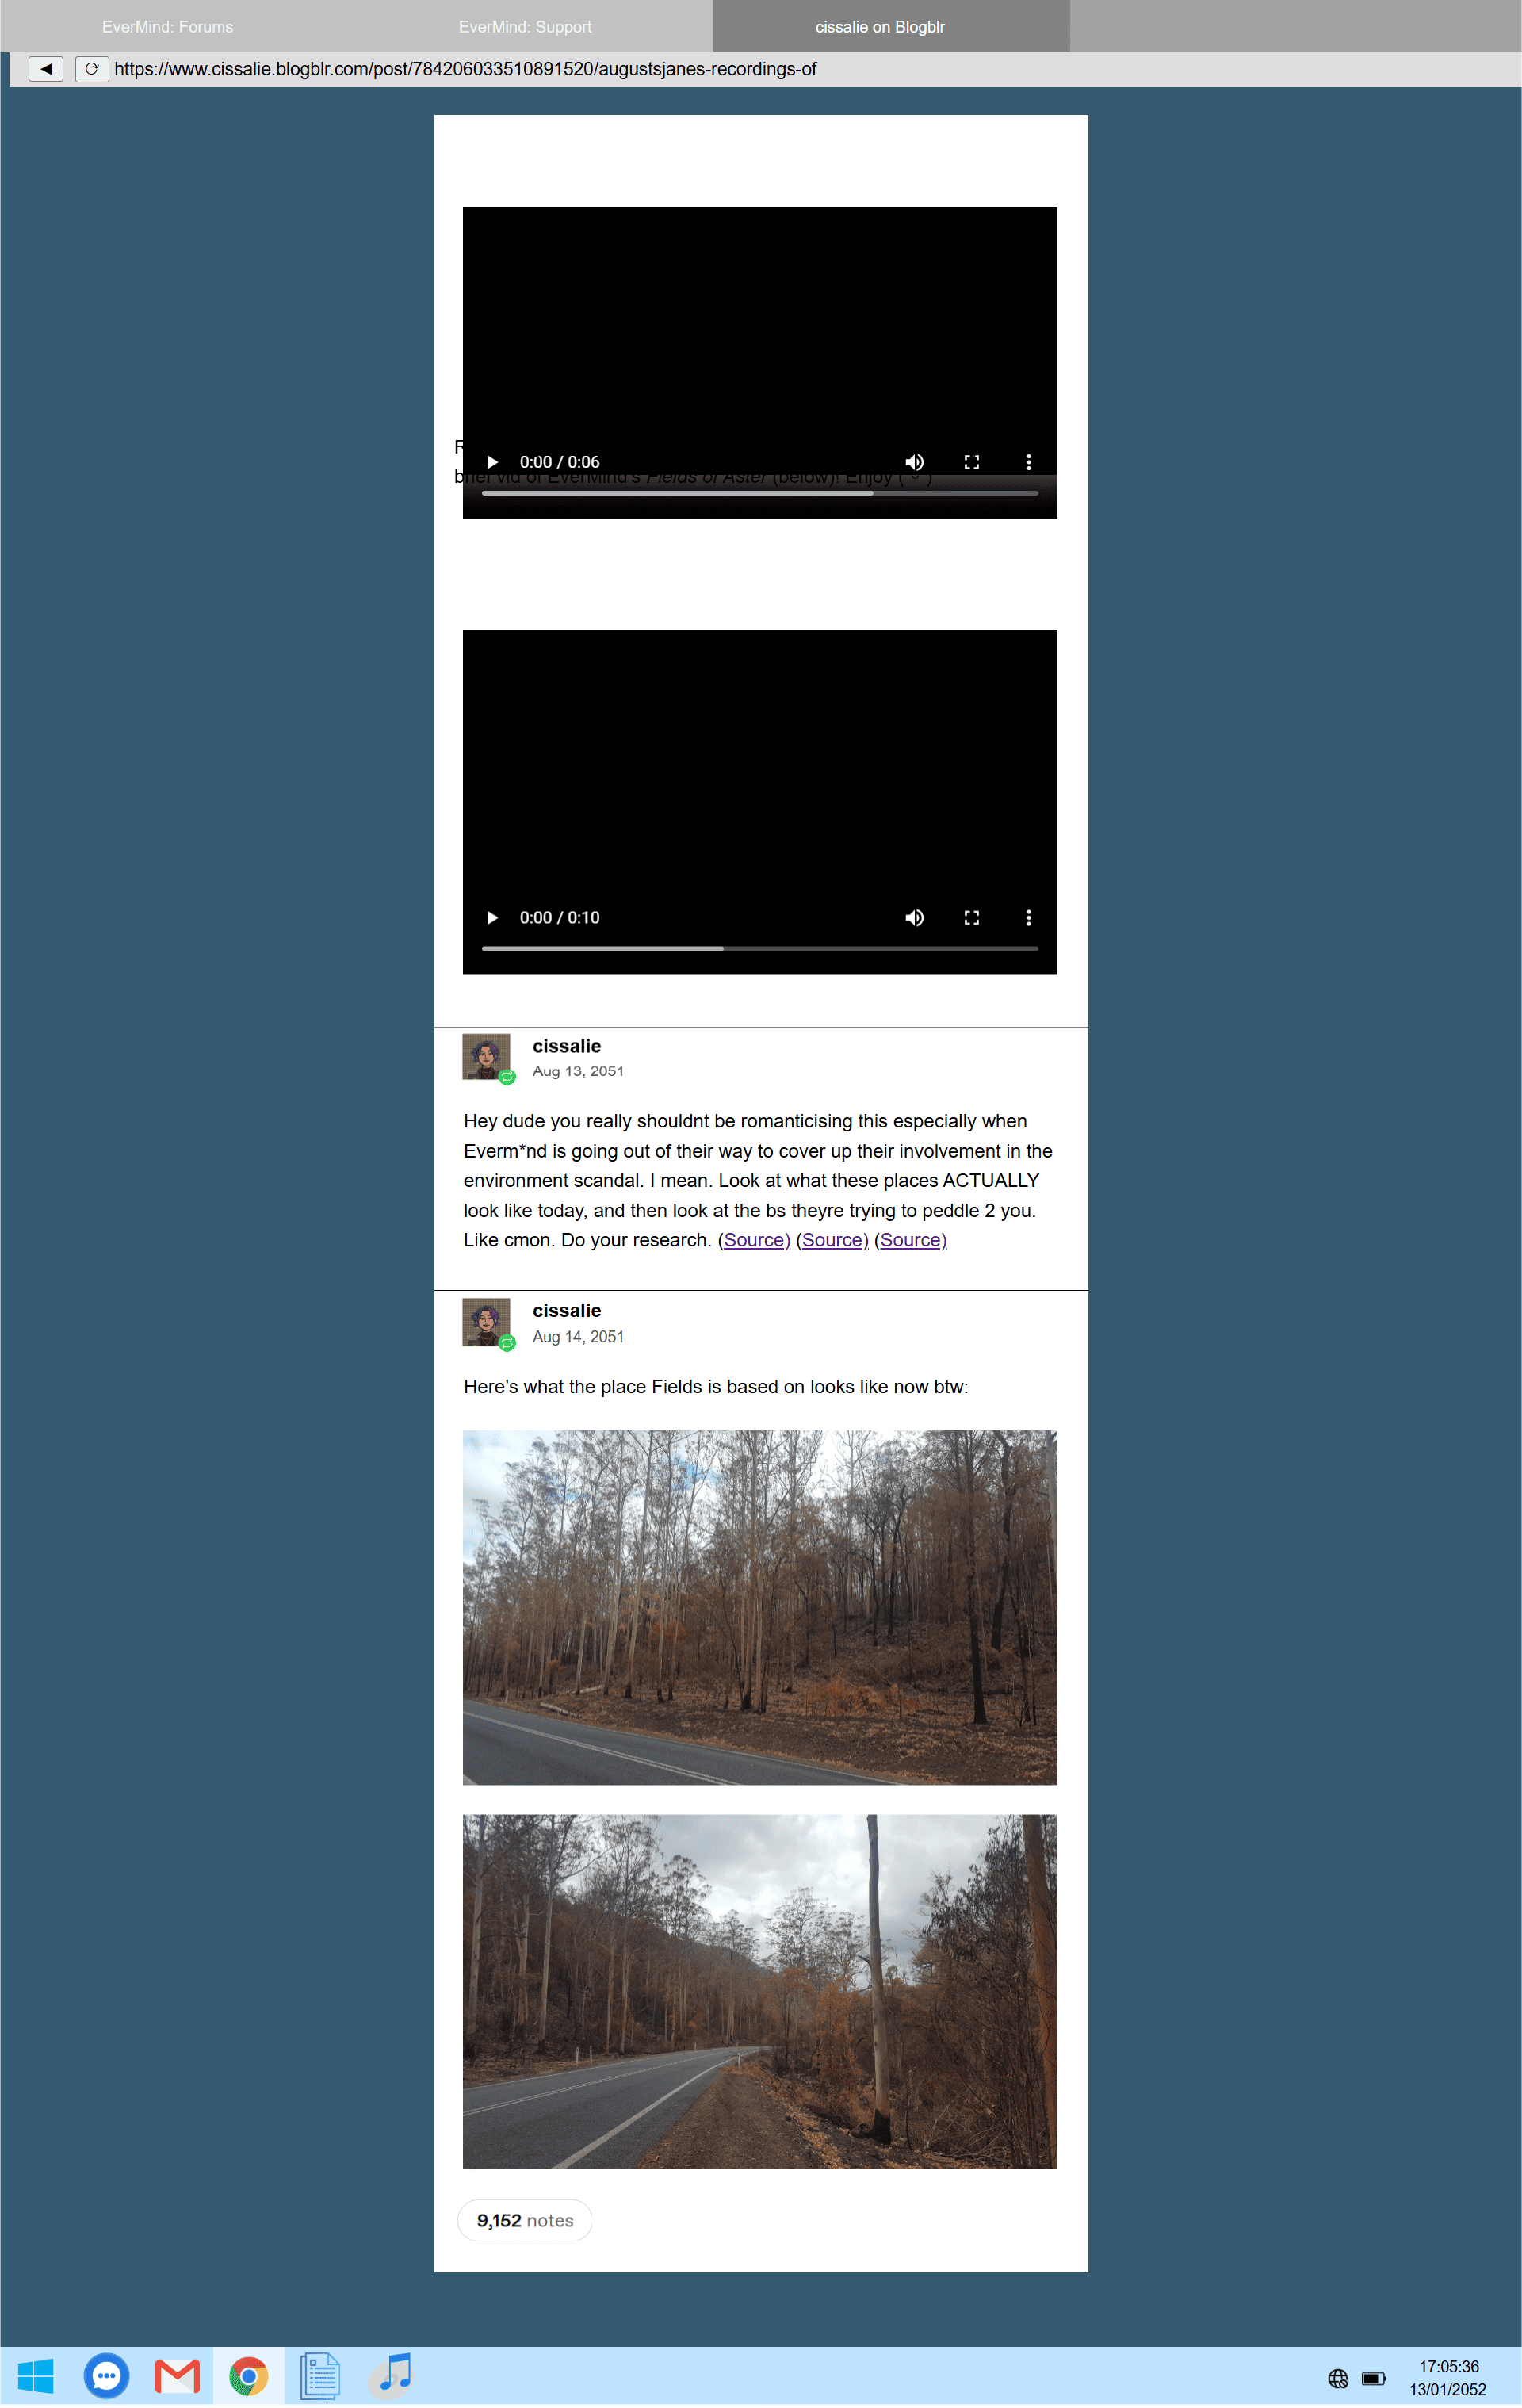 EverMind: Forums
EverMind: Support
cissalie on Blogblr
https://www.cissalie.blogblr.com/post/784206033510891520/augustsjanes-recordings-of
0:00 / 0:06
brief vid of EverMind's Fields of Aster (below)! Enjoy
0:00 / 0:10
cissalie
Aug 13, 2051
Hey dude you really shouldnt be romanticising this especially when
Everm*nd is going out of their way to cover up their involvement in the
environment scandal. I mean. Look at what these places ACTUALLY
look like today, and then look at the bs theyre trying to peddle 2 you.
Like cmon. Do your research. (Source) (Source) (Source)
cissalie
Aug 14, 2051
Here’s what the place Fields is based on looks like now btw:
9,152 notes
17:05:36
13/01/2052